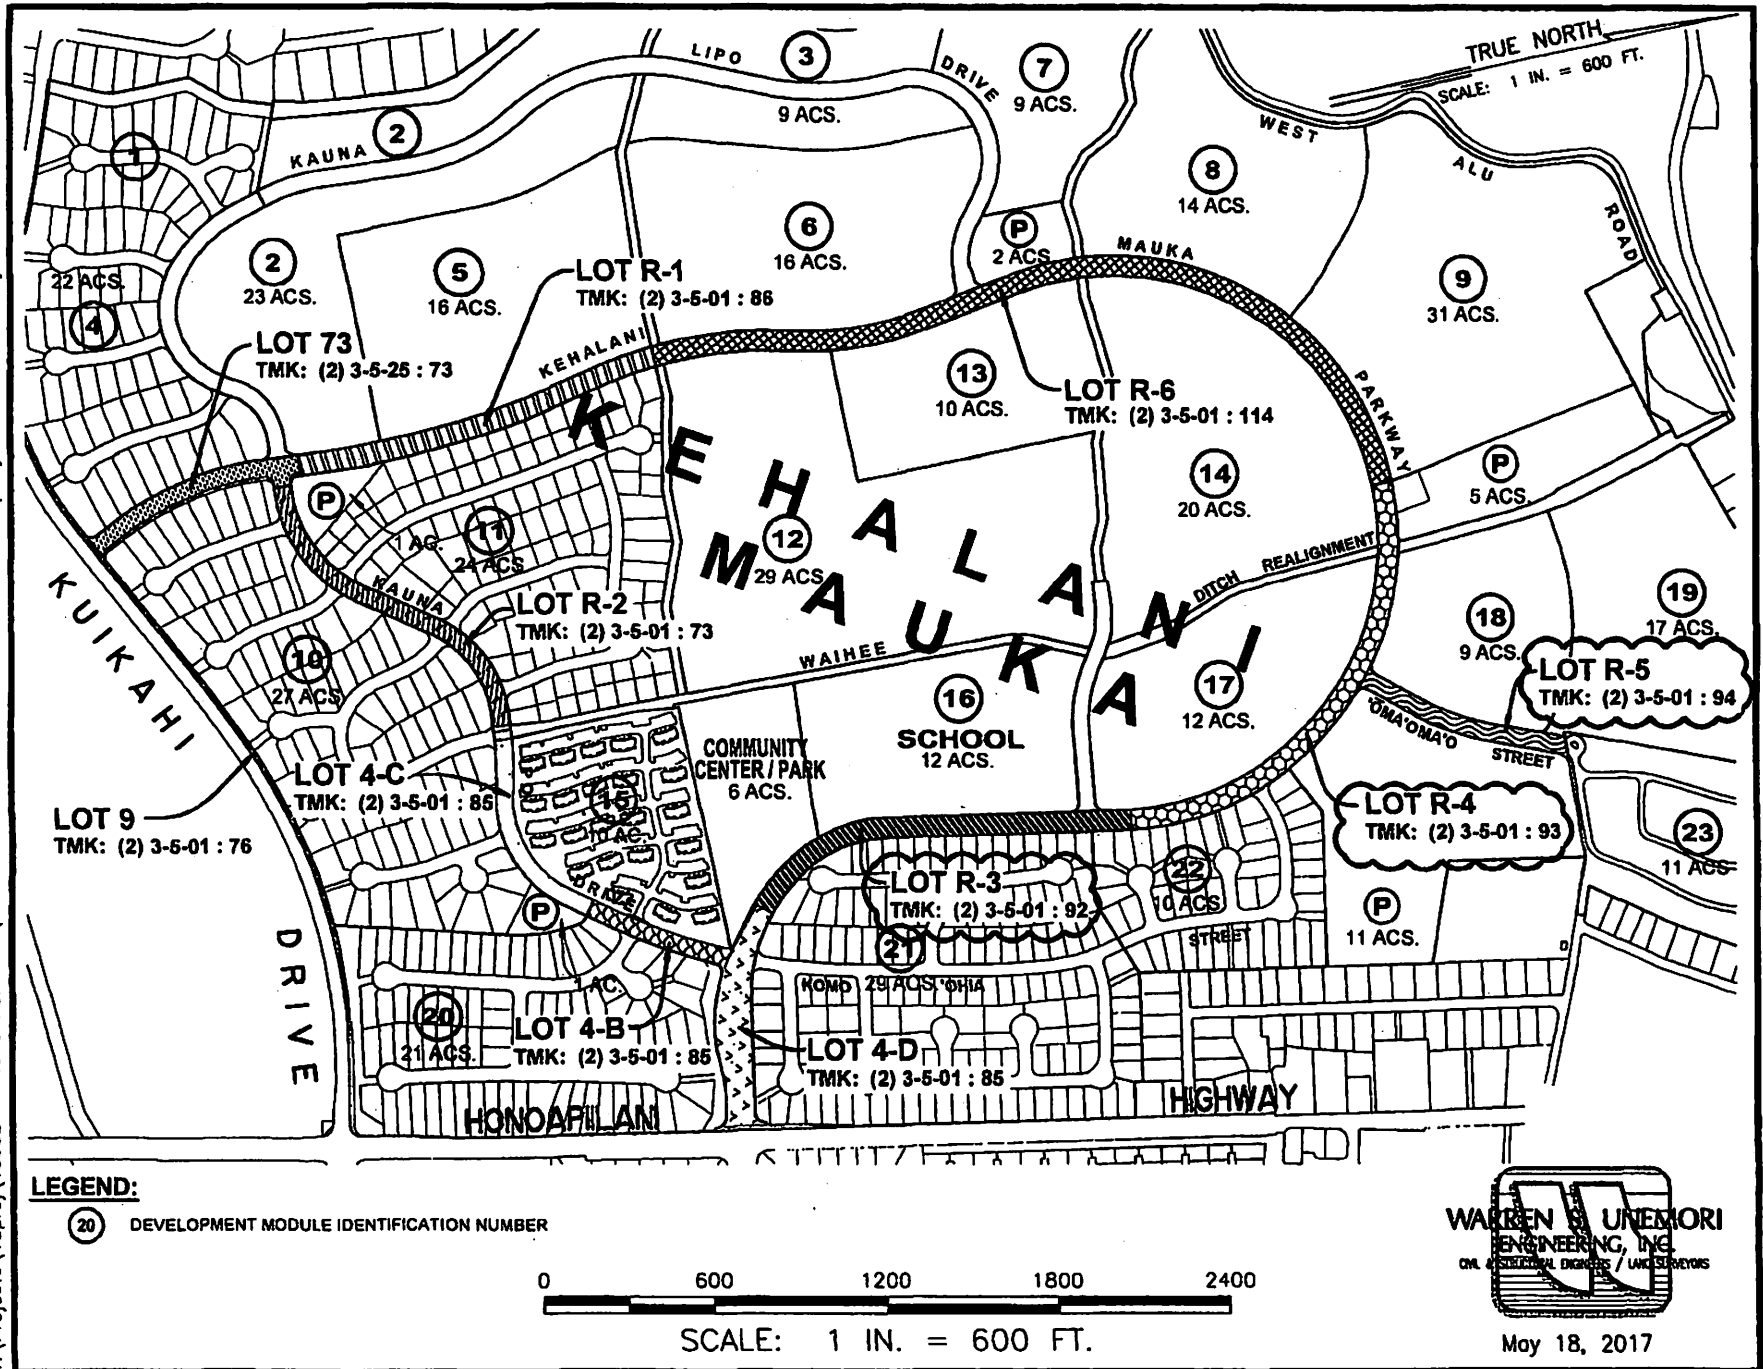 TRUE NORTH
SCALE: 1 IN. = 600 FT.
LIPO
3
9 ACS.
DRIVE
7
9 ACS.
WEST
ALU
ROAD
1
KAUNA
2
8
14 ACS.
P
2 ACS.
MAUKA
6
16 ACS.
22 ACS.
4
2
23 ACS.
5
16 ACS.
LOT R-1
TMK: (2) 3-5-01 : 86
9
31 ACS.
LOT 73
TMK: (2) 3-5-25 : 73
KEHALANI
13
10 ACS.
LOT R-6
TMK: (2) 3-5-01 : 114
PARKWAY
KEHALANI
MAUKA
P
1 AC.
11
24 ACS
12
29 ACS
14
20 ACS.
P
5 ACS.
DITCH REALIGNMENT
KUIKAHI
KAUNA
LOT R-2
TMK: (2) 3-5-01 : 73
WAIHEE
18
9 ACS.
19
17 ACS.
10
27 ACS
16
SCHOOL
12 ACS.
17
12 ACS.
LOT R-5
TMK: (2) 3-5-01 : 94
'OMA'OMA'O
STREET
COMMUNITY
CENTER / PARK
6 ACS.
LOT 4-C
TMK: (2) 3-5-01 : 85
15
10 AC.
LOT 9
TMK: (2) 3-5-01 : 76
LOT R-4
TMK: (2) 3-5-01 : 93
23
11 ACS
LOT R-3
TMK: (2) 3-5-01 : 92
22
10 ACS
DRIVE
P
P
11 ACS.
DRIVE
21
STREET
KOMO 29 ACS. 'OHIA
1 AC.
20
21 ACS.
LOT 4-B
TMK: (2) 3-5-01 : 85
LOT 4-D
TMK: (2) 3-5-01 : 85
HONOAPIILANI
HIGHWAY
LEGEND:
20 DEVELOPMENT MODULE IDENTIFICATION NUMBER
0 600 1200 1800 2400
SCALE: 1 IN. = 600 FT.
WARREN S. UNEMORI
ENGINEERING, INC.
CIVIL & STRUCTURAL ENGINEERS / LAND SURVEYORS
May 18, 2017